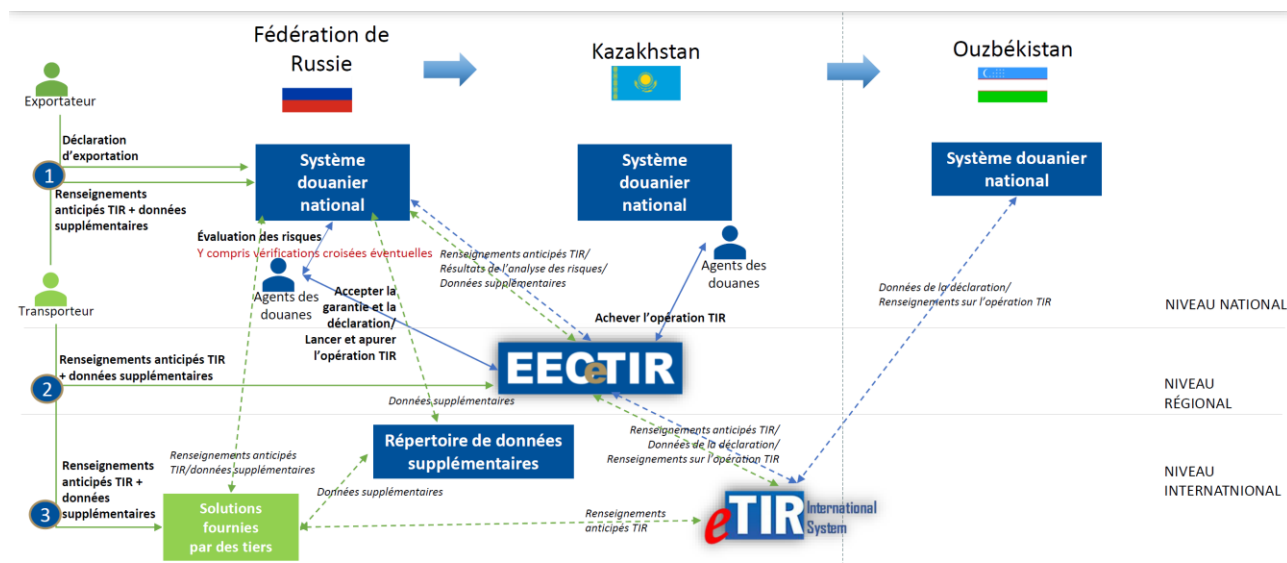 Fédération de
Russie
Kazakhstan
Ouzbékistan
Exportateur
Déclaration
d'exportation
1
Renseignements
anticipés TIR + données
supplémentaires
Système
douanier
national
Système
douanier
national
Système douanier
national
Évaluation des risques
Y compris vérifications croisées éventuelles
Agents des
douanes
Renseignements anticipés TIR/
Résultats de l'analyse des risques/
Données supplémentaires
Agents des
douanes
Données de la déclaration/
Renseignements sur l'opération TIR
NIVEAU NATIONAL
Transporteur
Accepter la
garantie et la
déclaration/
Lancer et apurer
l'opération TIR
Achever l'opération TIR
Renseignements anticipés TIR
+ données supplémentaires
2
EECeTIR
NIVEAU
RÉGIONAL
Données supplémentaires
Répertoire de données
supplémentaires
Renseignements anticipés TIR/
Données de la déclaration/
Renseignements sur l'opération TIR
Renseignements anticipés
TIR/données supplémentaires
Renseignements
anticipés TIR +
données
supplémentaires
3
Données supplémentaires
NIVEAU
INTERNATNIONAL
Solutions
fournies
par des tiers
Renseignements
anticipés TIR
eTIR International
System